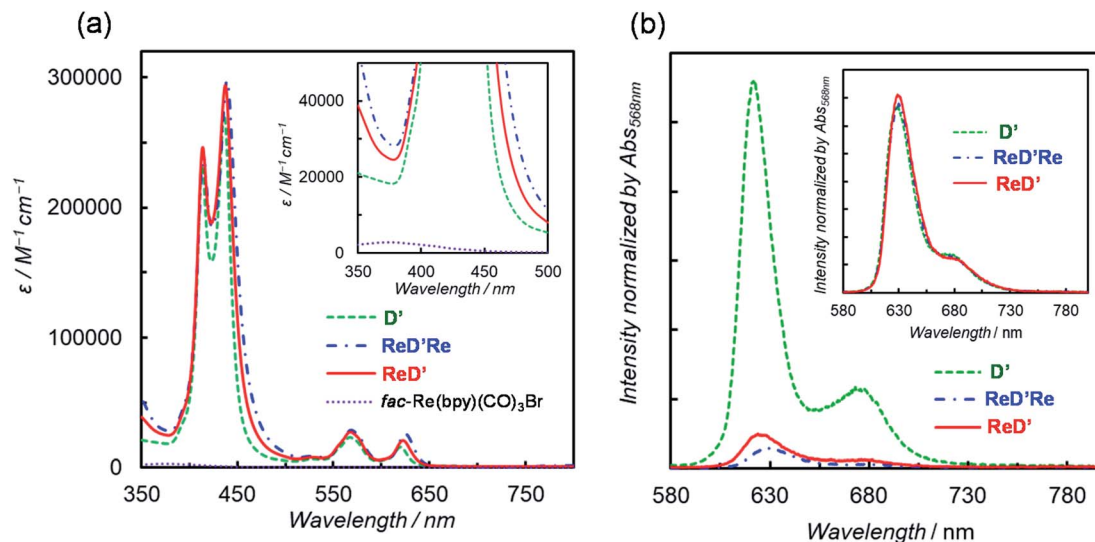 (a)
ε / M⁻¹ cm⁻¹
300000
200000
100000
0
350 450 550 650 750
Wavelength / nm
ε / M⁻¹ cm⁻¹
40000
20000
0
350 400 450 500
Wavelength / nm
D'
ReD'Re
ReD'
fac-Re(bpy)(CO)₃Br
(b)
Intensity normalized by Abs₅₆₈ₙₘ
580 630 680 730 780
Wavelength / nm
Intensity normalized by Abs₅₆₈ₙₘ
D'
ReD'Re
ReD'
580 630 680 730 780
Wavelength / nm
D'
ReD'Re
ReD'